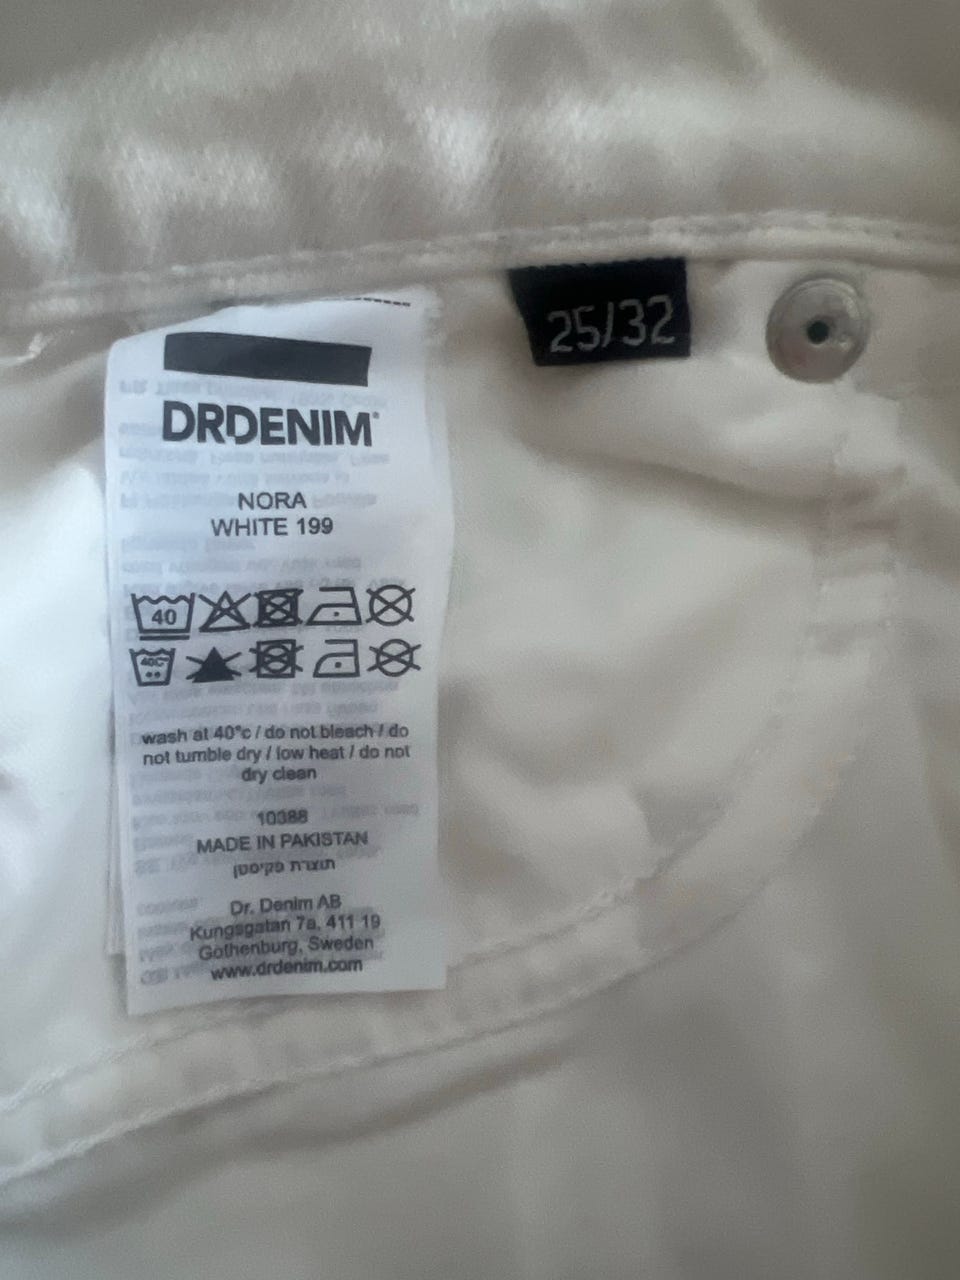 25/32
DRDENIM®
NORA
WHITE 199
40
40C
wash at 40°c / do not bleach / do
not tumble dry / low heat / do not
dry clean
10388
MADE IN PAKISTAN
תוצרת פקיסטן
Dr. Denim AB
Kungsgatan 7a, 411 19
Gothenburg, Sweden
www.drdenim.com